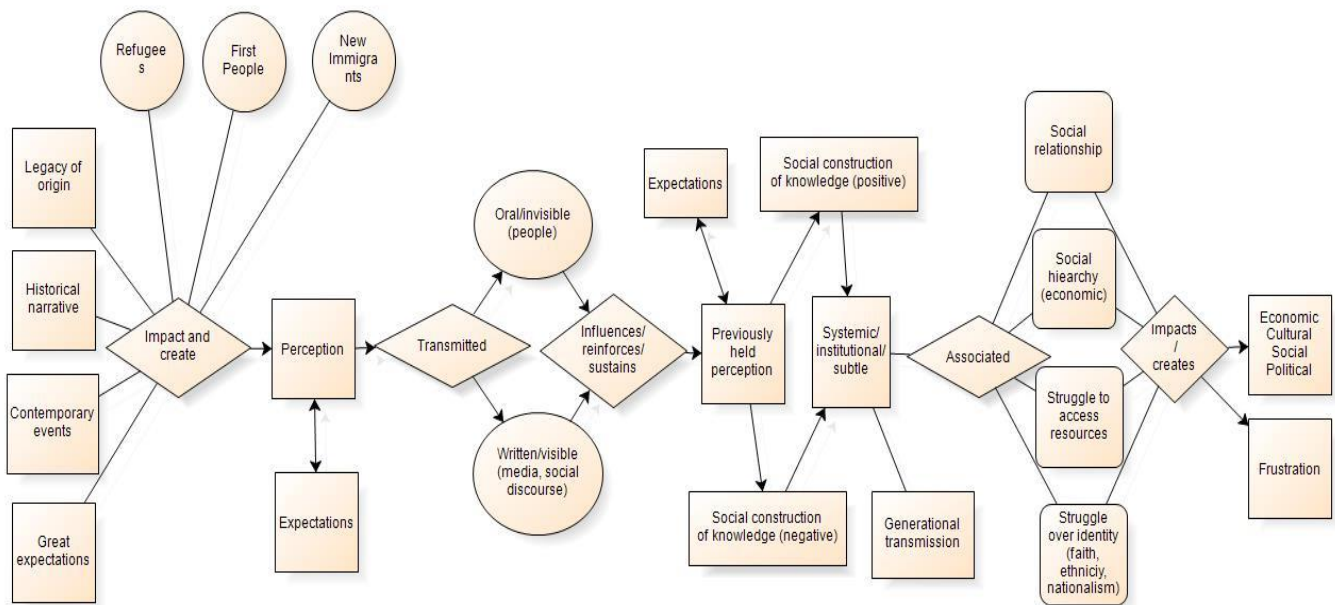 Refugee
s
First
People
New
Immigra
nts
Legacy of
origin
Historical
narrative
Contemporary
events
Great
expectations
Impact and
create
Perception
Expectations
Transmitted
Oral/invisible
(people)
Written/visible
(media, social
discourse)
Influences/
reinforces/
sustains
Expectations
Previously
held
perception
Social construction
of knowledge (positive)
Social construction
of knowledge (negative)
Systemic/
institutional/
subtle
Generational
transmission
Associated
Social
relationship
Social
hiearchy
(economic)
Struggle to
access
resources
Struggle
over identity
(faith,
ethniciy,
nationalism)
Impacts
/
creates
Economic
Cultural
Social
Political
Frustration